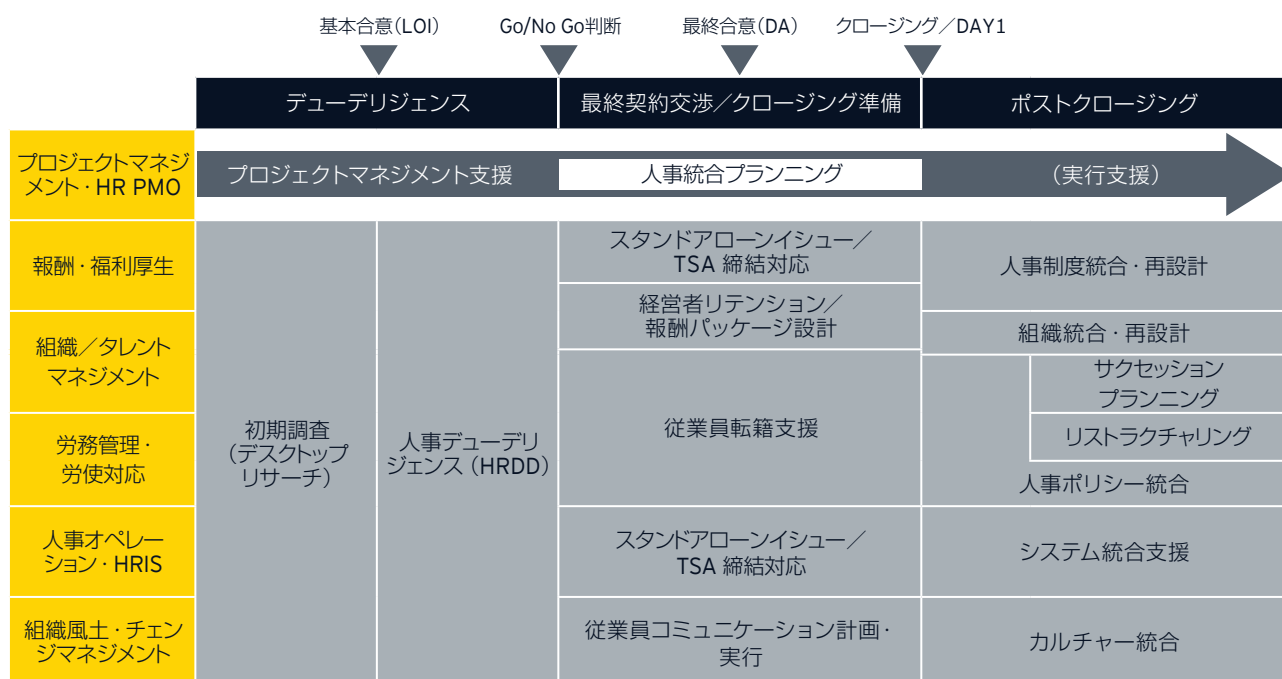 基本合意(LOI)
Go/No Go判断
最終合意(DA)
クロージング／DAY1
デューデリジェンス
最終契約交渉／クロージング準備
ポストクロージング
プロジェクトマネジ
メント・HR PMO
プロジェクトマネジメント支援
人事統合プランニング
（実行支援）
報酬・福利厚生
組織／タレント
マネジメント
労務管理・
労使対応
人事オペレー
ション・HRIS
組織風土・チェン
ジマネジメント
初期調査
（デスクトップ
リサーチ）
人事デューデリ
ジェンス（HRDD）
スタンドアローンイシュー／
TSA 締結対応
経営者リテンション／
報酬パッケージ設計
従業員転籍支援
スタンドアローンイシュー／
TSA 締結対応
従業員コミュニケーション計画・
実行
人事制度統合・再設計
組織統合・再設計
サクセッション
プランニング
リストラクチャリング
人事ポリシー統合
システム統合支援
カルチャー統合